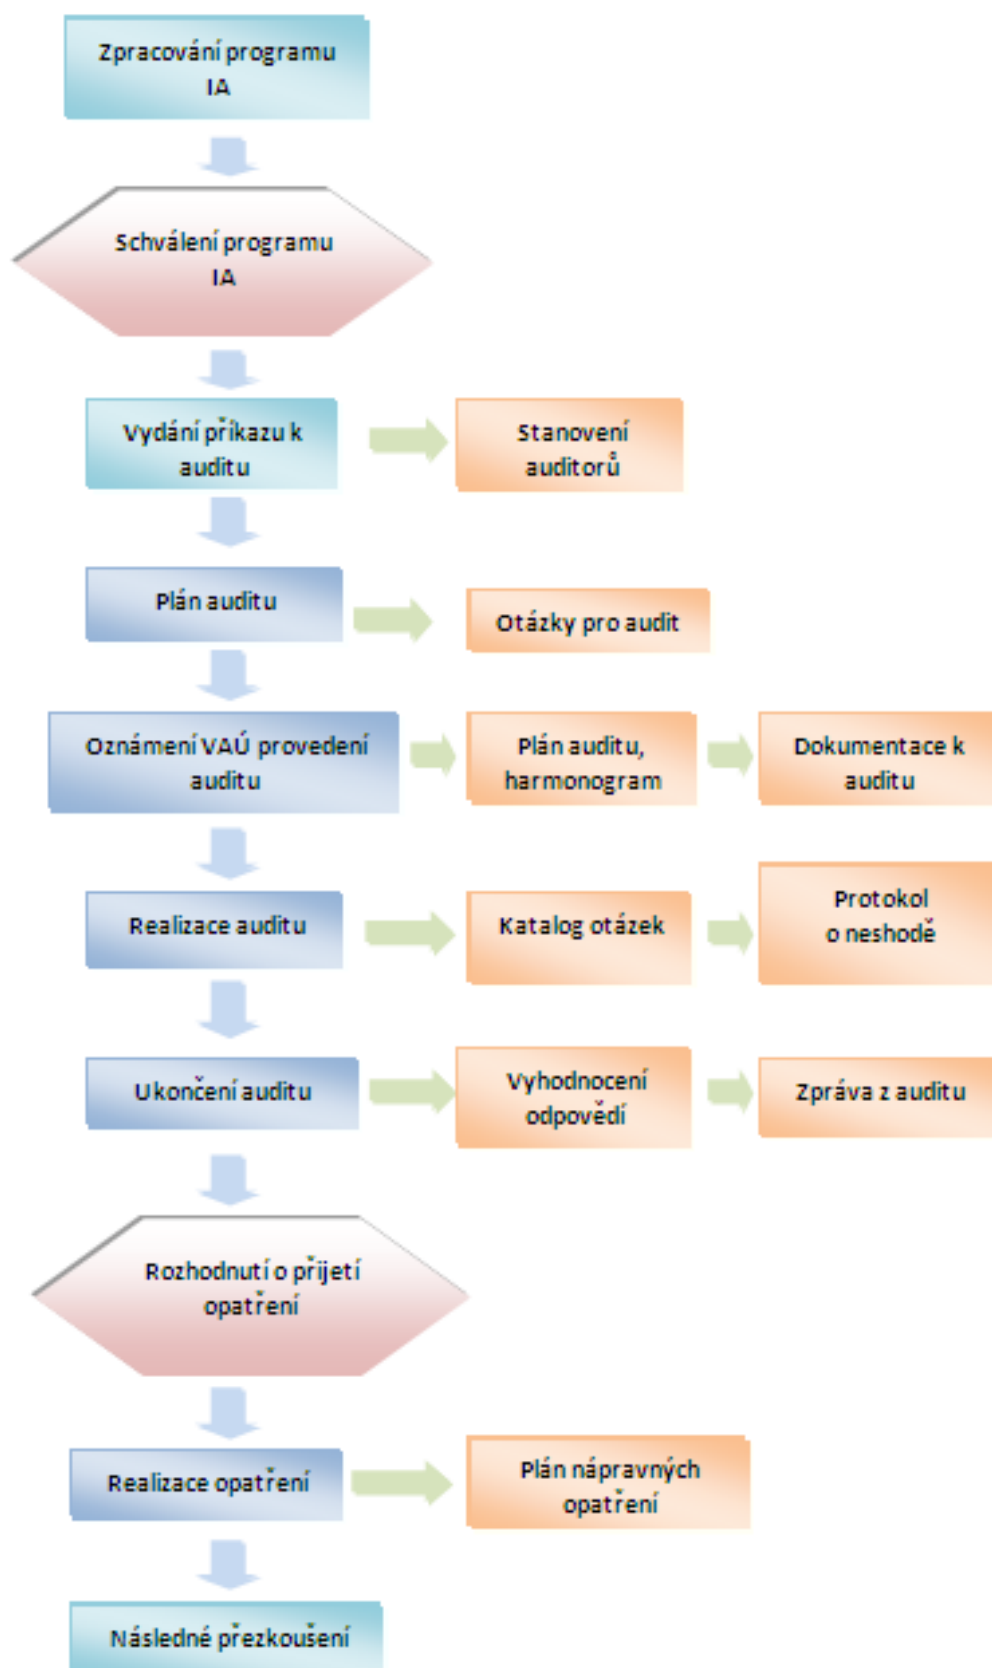 Zpracování programu
IA
Schválení programu
IA
Vydání příkazu k
auditu
Stanovení
auditorů
Plán auditu
Otázky pro audit
Oznámení VAÚ provedení
auditu
Plán auditu,
harmonogram
Dokumentace k
auditu
Realizace auditu
Katalog otázek
Protokol
o neshodě
Ukončení auditu
Vyhodnocení
odpovědí
Zpráva z auditu
Rozhodnutí o přijetí
opatření
Realizace opatření
Plán nápravných
opatření
Následné přezkoušení